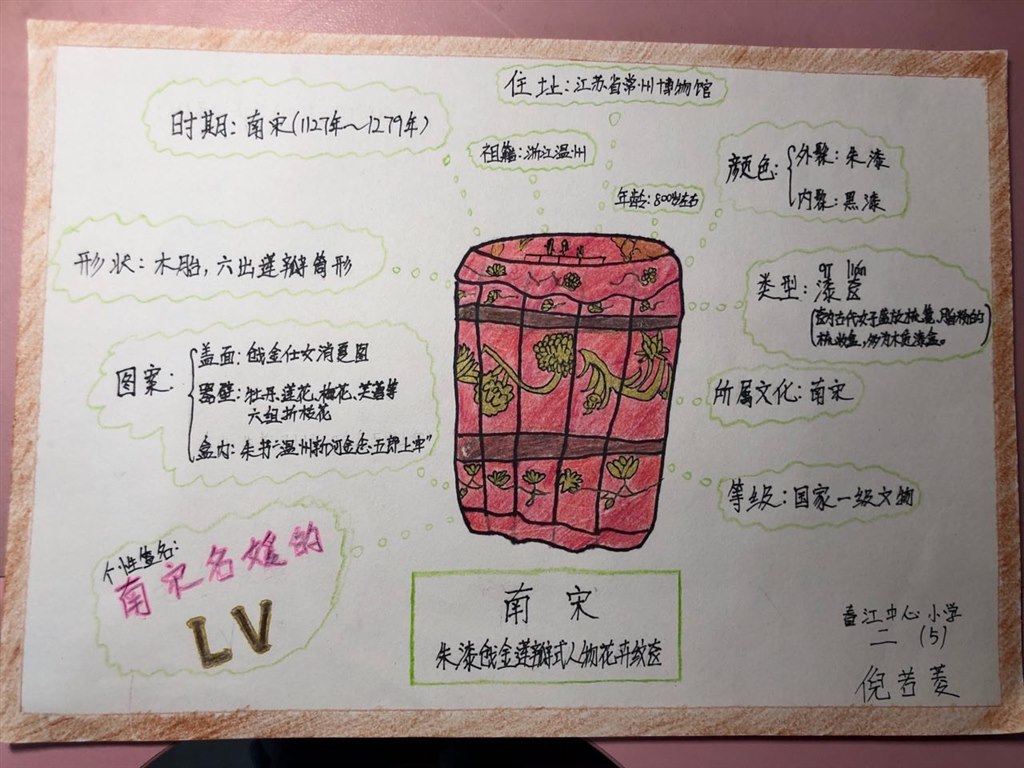 住址：江苏省常州博物馆
时期：南宋（1127年～1279年）
祖籍：浙江温州
年龄：800岁左右
颜色：
外髹：朱漆
内髹：黑漆
形状：木胎，六出莲瓣筒形
qī lián
类型：漆奁
图案：
盖面：戗金仕女消夏图
器壁：牡丹、莲花、梅花、芙蓉等
六组折枝花
盒内：朱书“温州新河金念五郎上牢”
所属文化：南宋
等级：国家一级文物
个性签名：
南宋名媛的
LV
南宋
朱漆戗金莲瓣式人物花卉纹奁
中心小学
二（5）
倪若菱